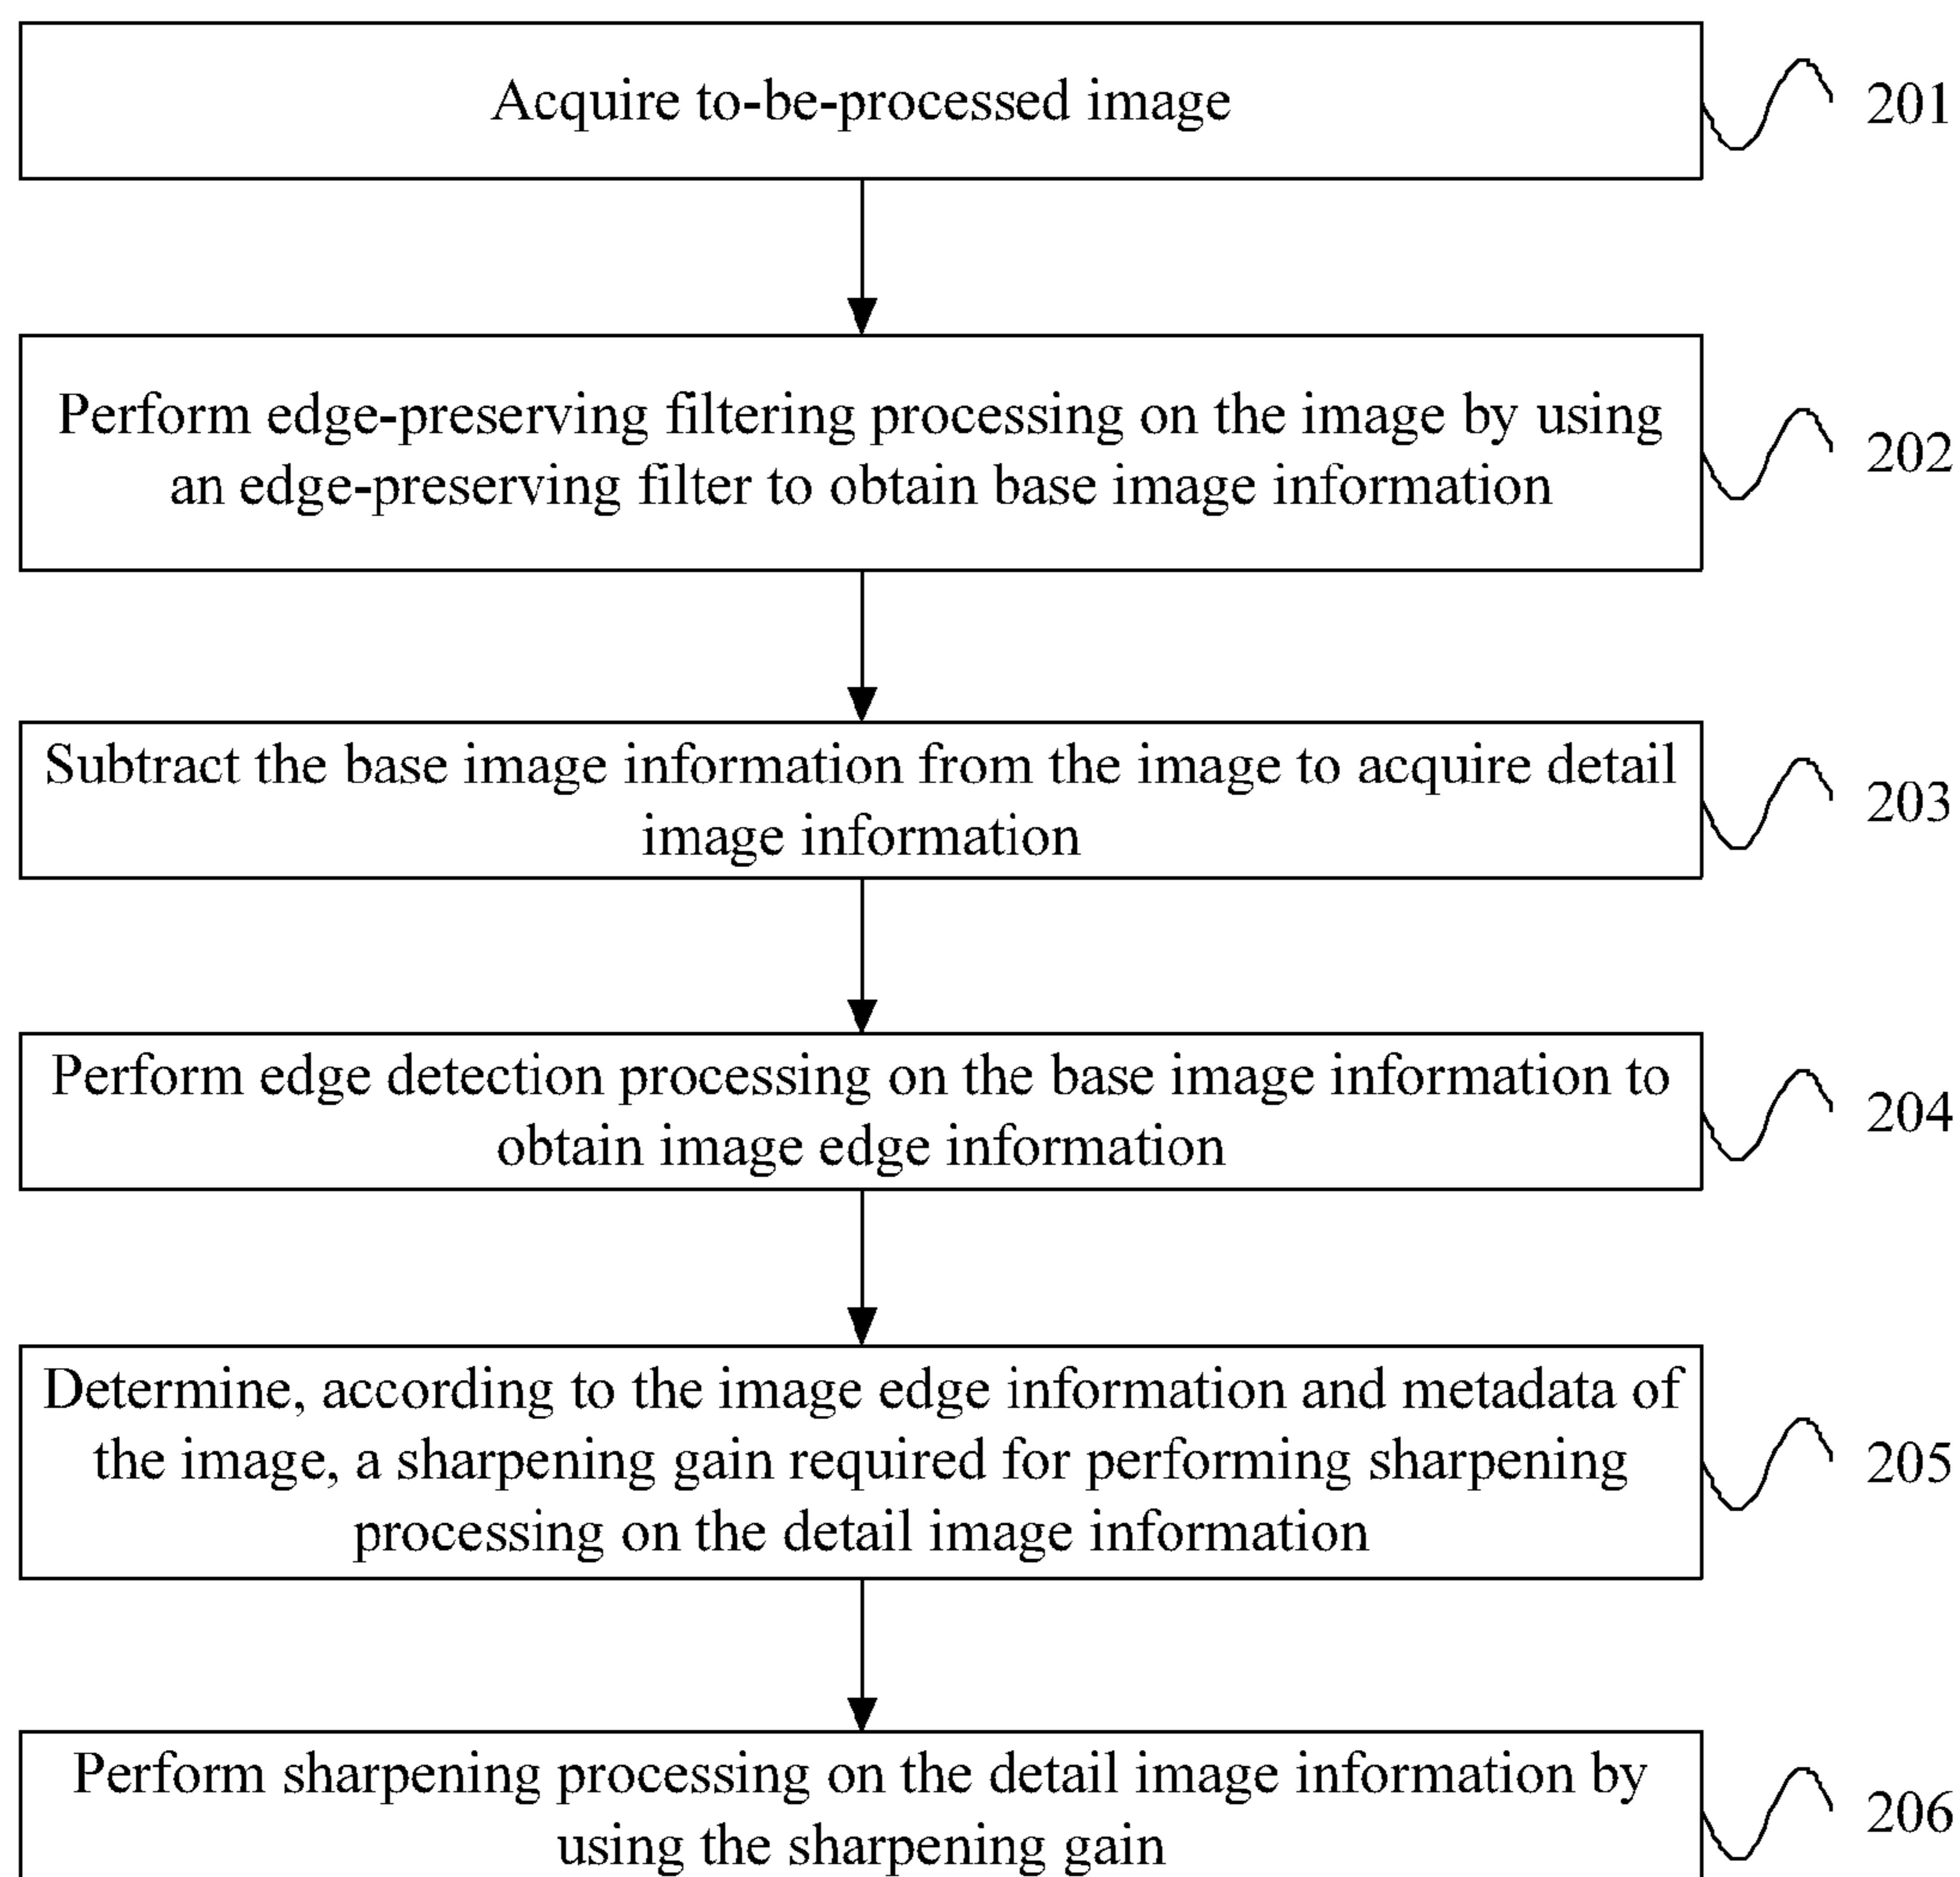 Acquire to-be-processed image
201
Perform edge-preserving filtering processing on the image by using
an edge-preserving filter to obtain base image information
202
Subtract the base image information from the image to acquire detail
image information
203
Perform edge detection processing on the base image information to
obtain image edge information
204
Determine, according to the image edge information and metadata of
the image, a sharpening gain required for performing sharpening
processing on the detail image information
205
Perform sharpening processing on the detail image information by
using the sharpening gain
206